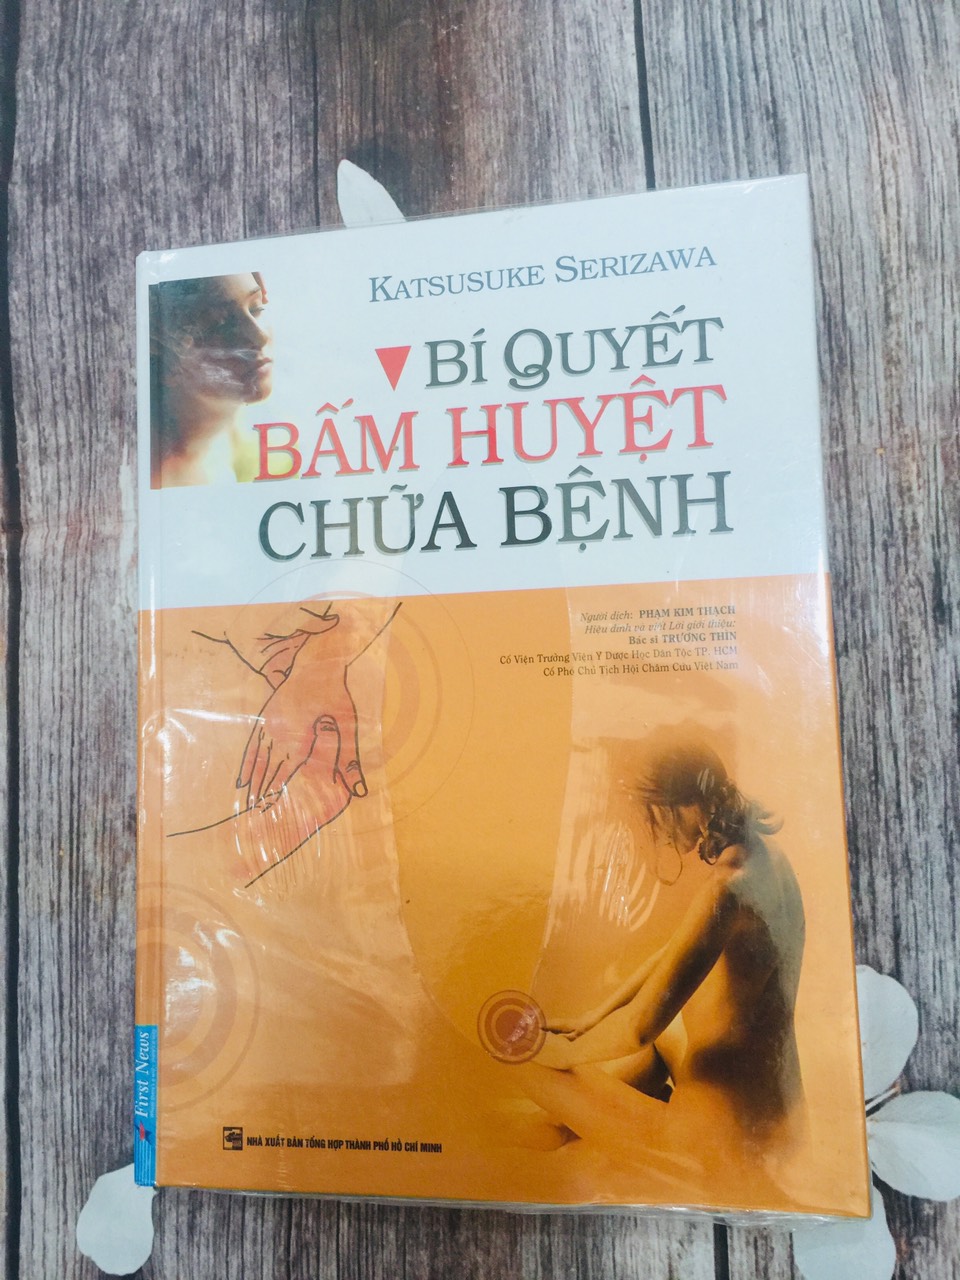 KATSUSUKE SERIZAWA
BÍ QUYẾT
BẤM HUYỆT
CHỮA BỆNH
Người dịch: PHẠM KIM THẠCH
Hiệu đính và viết Lời giới thiệu:
Bác sĩ TRƯƠNG THÌN
Cố Viện Trưởng Viện Y Dược Học Dân Tộc TP. HCM
Cố Phó Chủ Tịch Hội Châm Cứu Việt Nam
First News
NHÀ XUẤT BẢN TỔNG HỢP THÀNH PHỐ HỒ CHÍ MINH